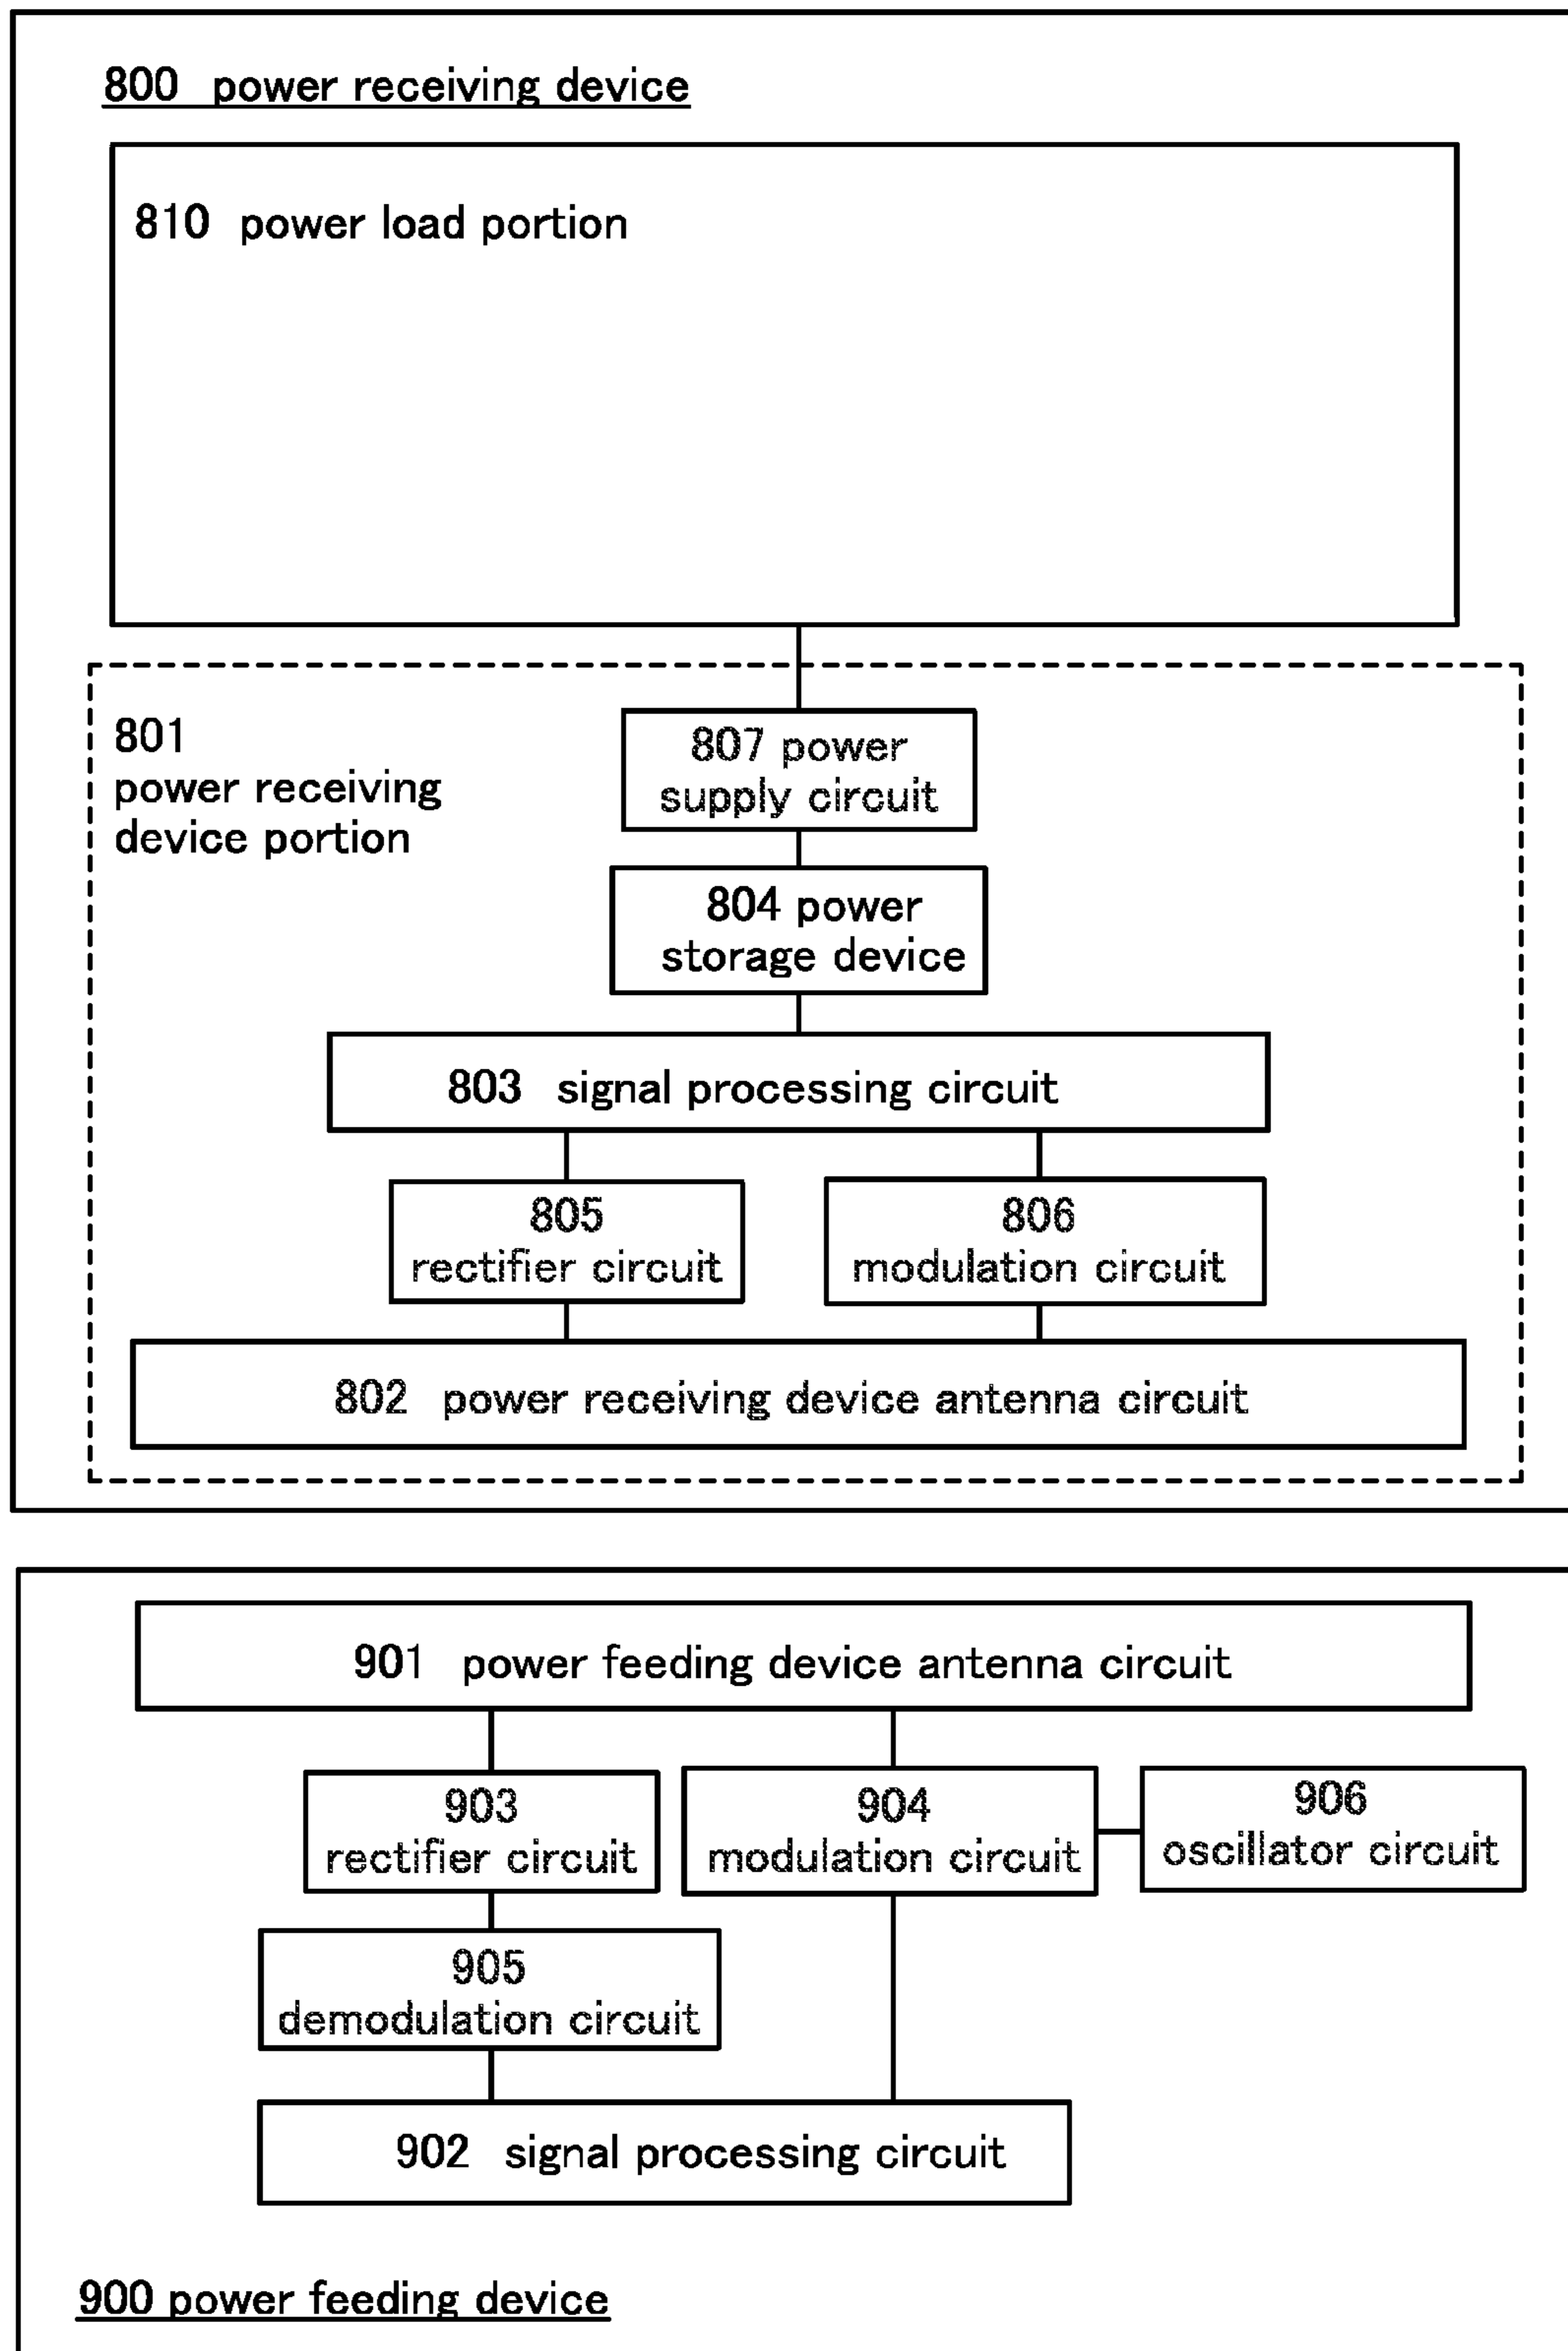 800 power receiving device
810 power load portion
801
power receiving
device portion
807 power
supply circuit
804 power
storage device
803 signal processing circuit
805
rectifier circuit
806
modulation circuit
802 power receiving device antenna circuit
901 power feeding device antenna circuit
903
rectifier circuit
904
modulation circuit
906
oscillator circuit
905
demodulation circuit
902 signal processing circuit
900 power feeding device